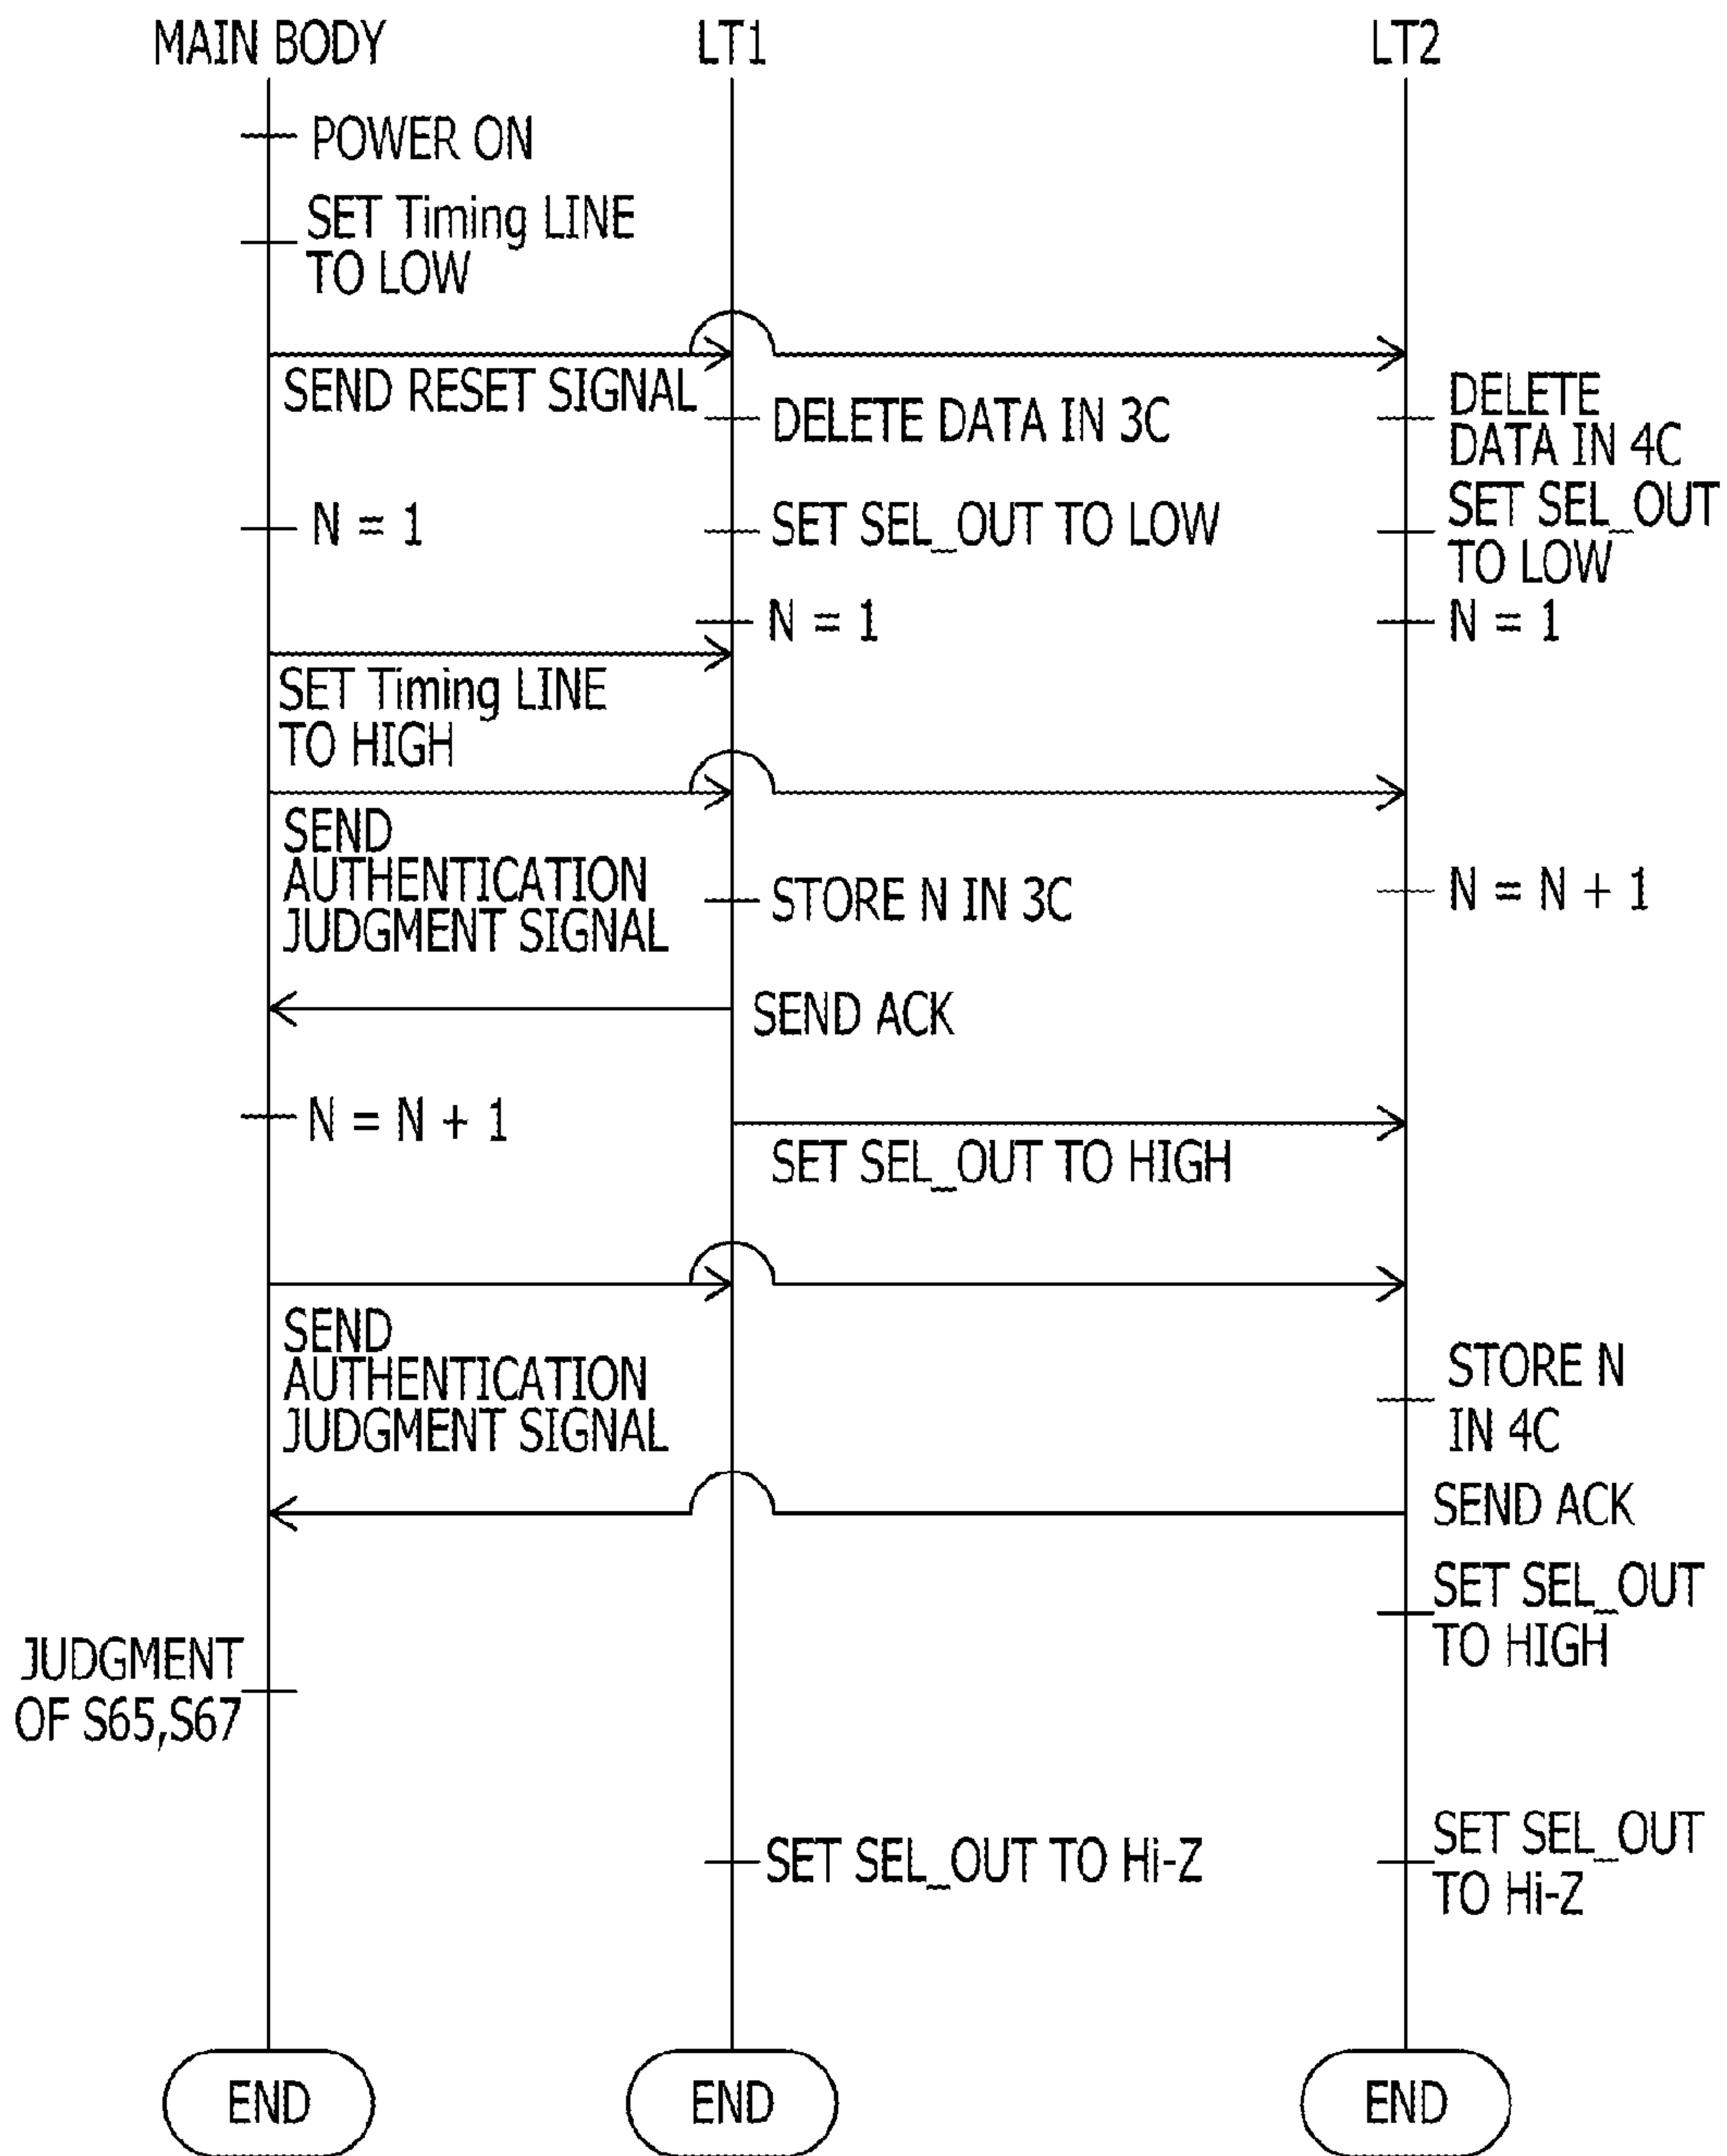 MAIN BODY
LT1
LT2
POWER ON
SET Timing LINE
TO LOW
SEND RESET SIGNAL
DELETE DATA IN 3C
DELETE
DATA IN 4C
N = 1
SET SEL_OUT TO LOW
SET SEL_OUT
TO LOW
N = 1
N = 1
SET Timing LINE
TO HIGH
SEND
AUTHENTICATION
JUDGMENT SIGNAL
STORE N IN 3C
N = N + 1
SEND ACK
N = N + 1
SET SEL_OUT TO HIGH
SEND
AUTHENTICATION
JUDGMENT SIGNAL
STORE N
IN 4C
SEND ACK
SET SEL_OUT
TO HIGH
JUDGMENT
OF S65,S67
SET SEL_OUT TO Hi-Z
SET SEL_OUT
TO Hi-Z
END
END
END